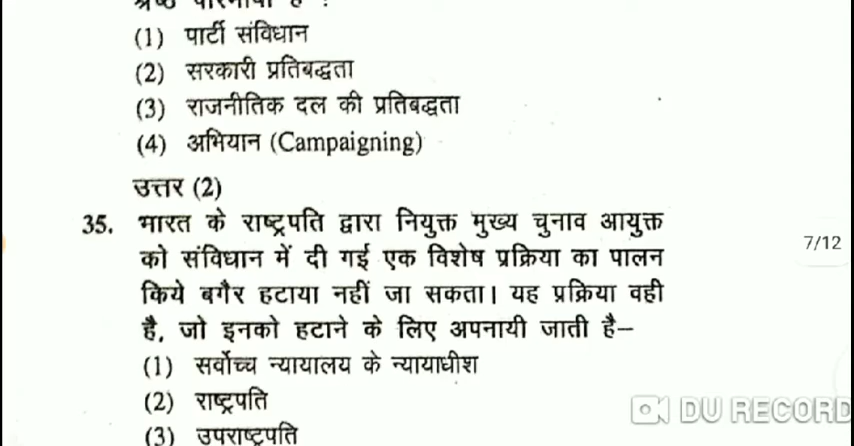 (1) पार्टी संविधान
(2) सरकारी प्रतिबद्धता
(3) राजनीतिक दल की प्रतिबद्धता
(4) अभियान (Campaigning)
उत्तर (2)
35. भारत के राष्ट्रपति द्वारा नियुक्त मुख्य चुनाव आयुक्त
को संविधान में दी गई एक विशेष प्रक्रिया का पालन
किये बगैर हटाया नहीं जा सकता। यह प्रक्रिया वही
है, जो इनको हटाने के लिए अपनायी जाती है–
(1) सर्वोच्च न्यायालय के न्यायाधीश
(2) राष्ट्रपति
(3) उपराष्ट्रपति
7/12
DU RECORD